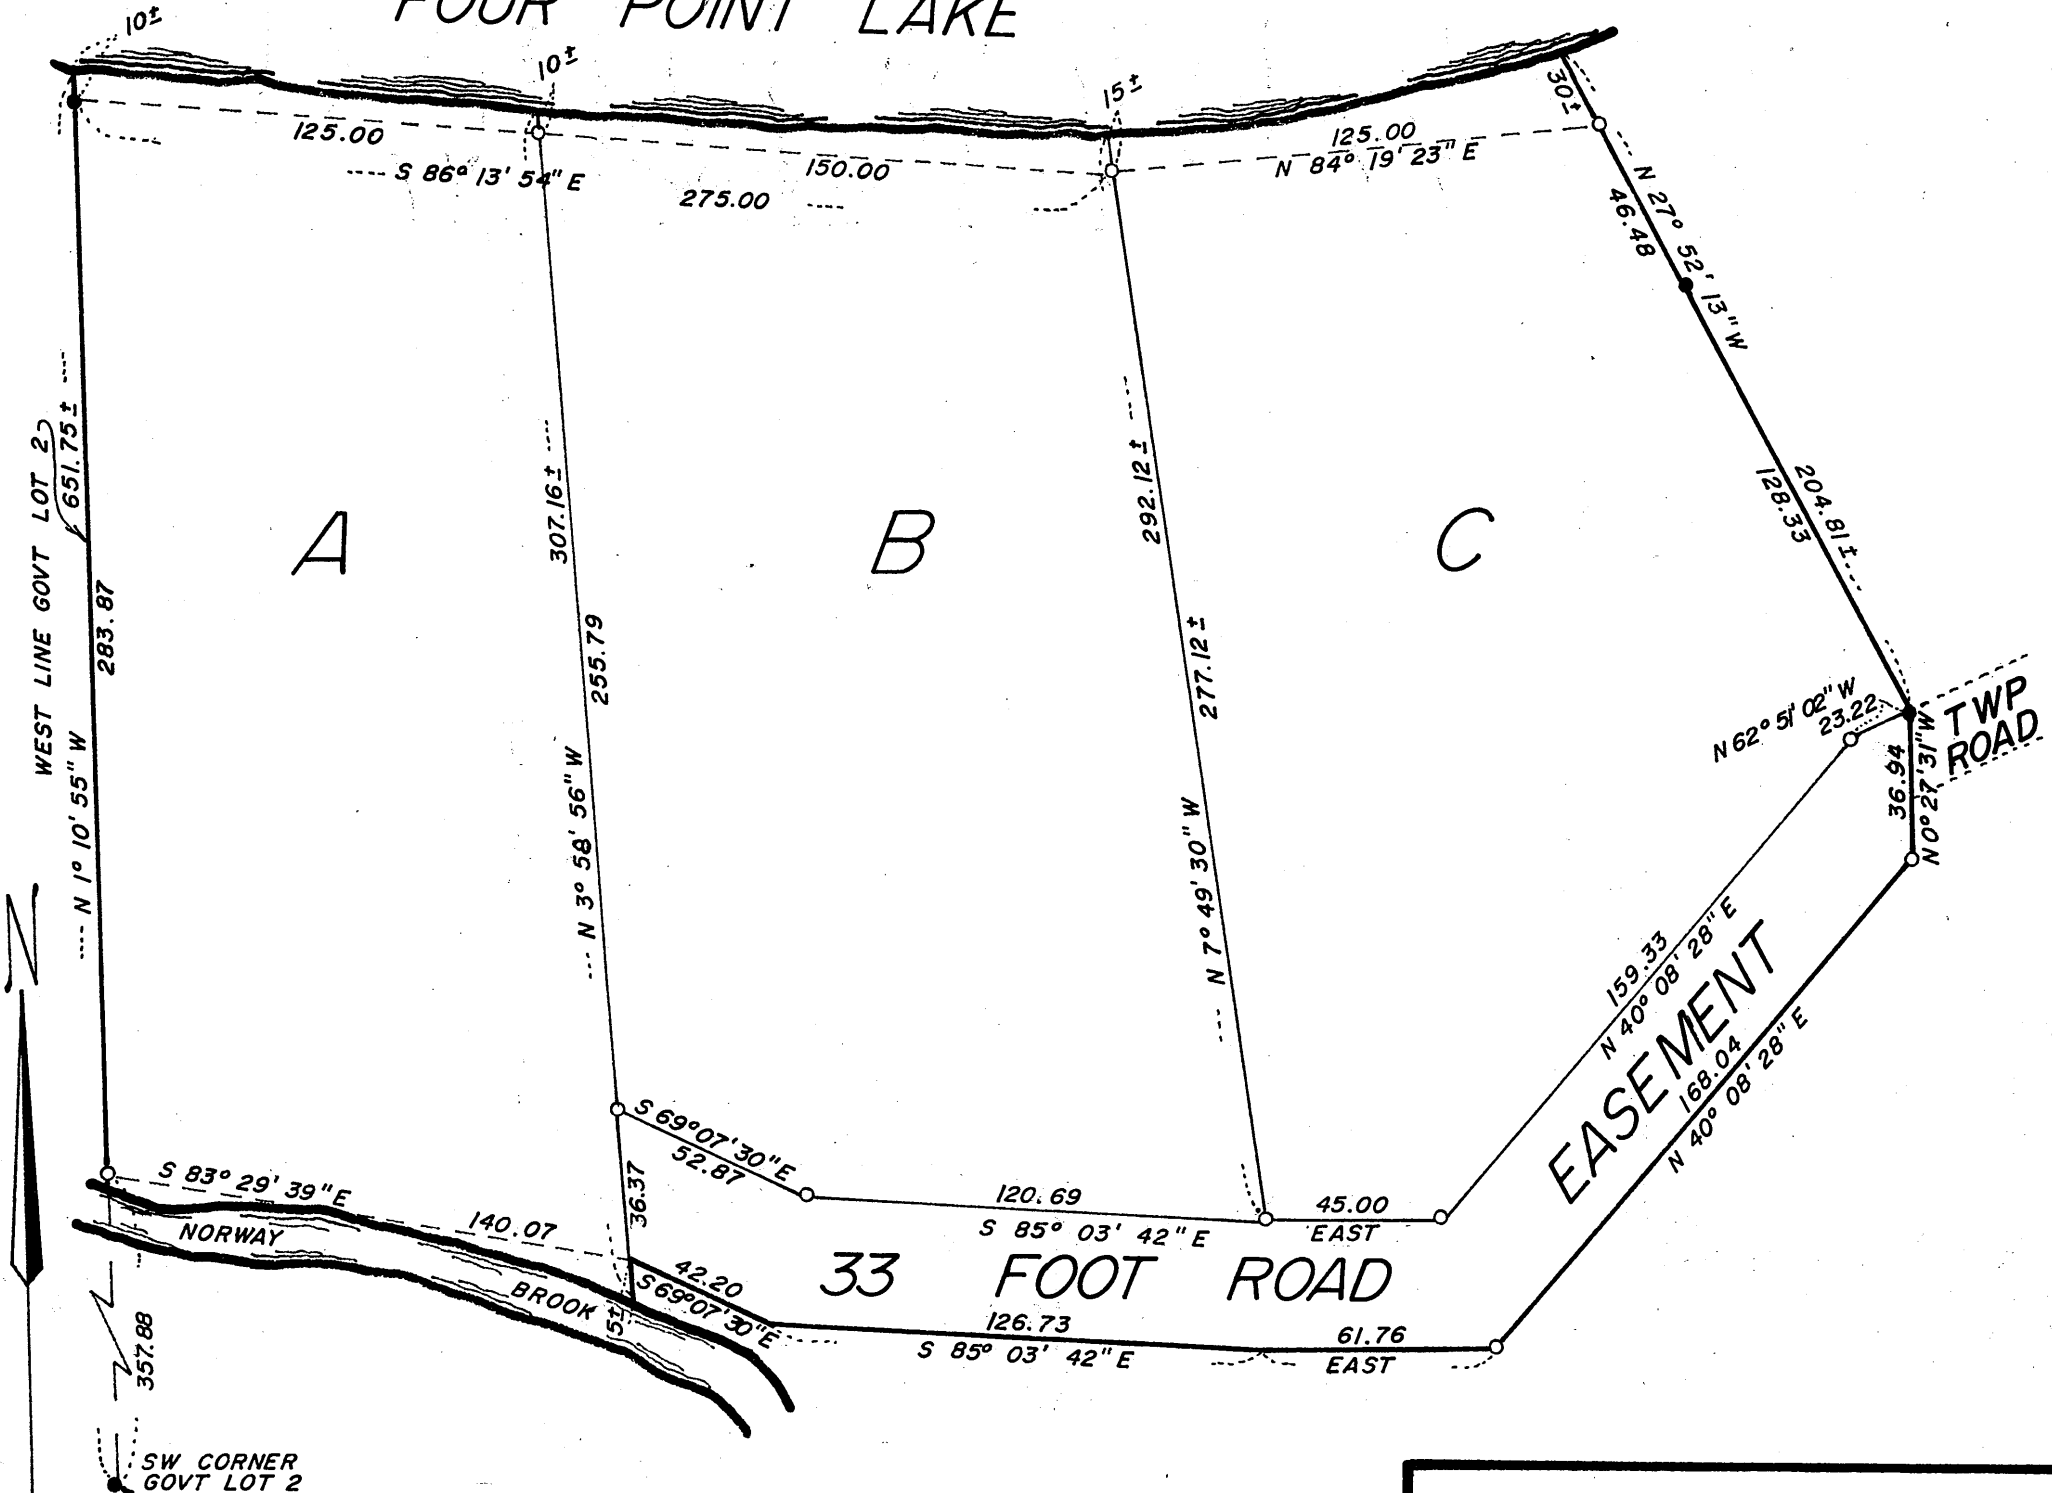 FOUR POINT LAKE
10±
10±
15±
30±
125.00
S 86° 13' 54" E
150.00
275.00
125.00
N 84° 19' 23" E
N 27° 52' 13" W
46.48
WEST LINE GOVT LOT 2
651.75±
283.87
N 1° 10' 55" W
A
307.16±
255.79
N 3° 58' 56" W
B
292.12±
277.12±
N 7° 49' 30" W
C
204.81±
128.33
N 62° 51' 02" W
23.22
TWP
ROAD
36.94
N 0° 27' 31" W
N
159.33
N 40° 08' 28" E
EASEMENT
168.04
N 40° 08' 28" E
S 69° 07' 30" E
52.87
36.37
S 83° 29' 39" E
140.07
NORWAY
BROOK
5±
120.69
S 85° 03' 42" E
45.00
EAST
33 FOOT ROAD
42.20
S 69° 07' 30" E
126.73
S 85° 03' 42" E
61.76
EAST
357.88
SW CORNER
GOVT LOT 2